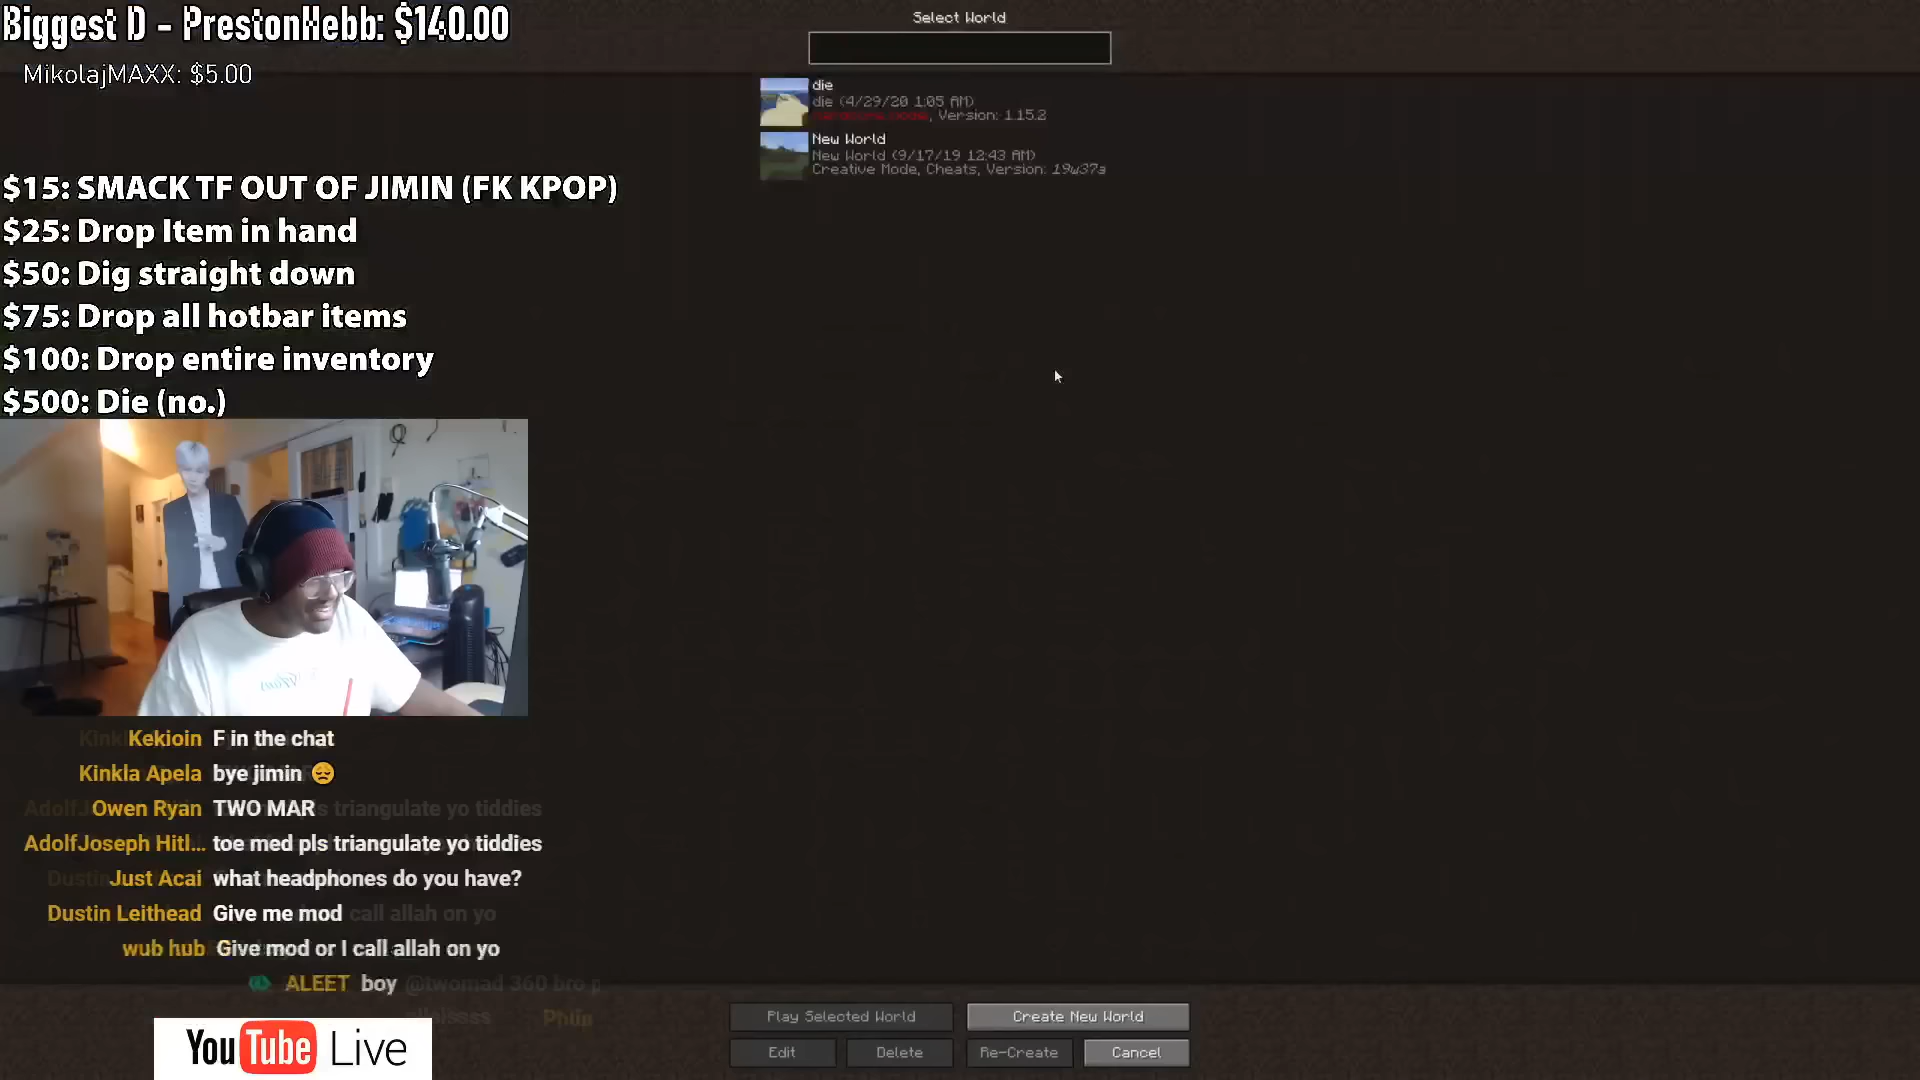 Biggest D - PrestonHebb: $140.00
MikolajMAXX: $5.00
$15: SMACK TF OUT OF JIMIN (FK KPOP)
$25: Drop Item in hand
$50: Dig straight down
$75: Drop all hotbar items
$100: Drop entire inventory
$500: Die (no.)
Select World
die
die (4/29/20 1:05 AM)
Hardcore Mode!, Version: 1.15.2
New World
New World (9/17/19 12:43 AM)
Creative Mode, Cheats, Version: 19w37a
Kekioin F in the chat
Kinkla Apela bye jimin 😔
Owen Ryan TWO MAR
AdolfJoseph Hitl... toe med pls triangulate yo tiddies
Just Acai what headphones do you have?
Dustin Leithead Give me mod
wub hub Give mod or I call allah on yo
ALEET boy @twomad 360 bro p
YouTube Live
Play Selected World
Create New World
Edit
Delete
Re-Create
Cancel